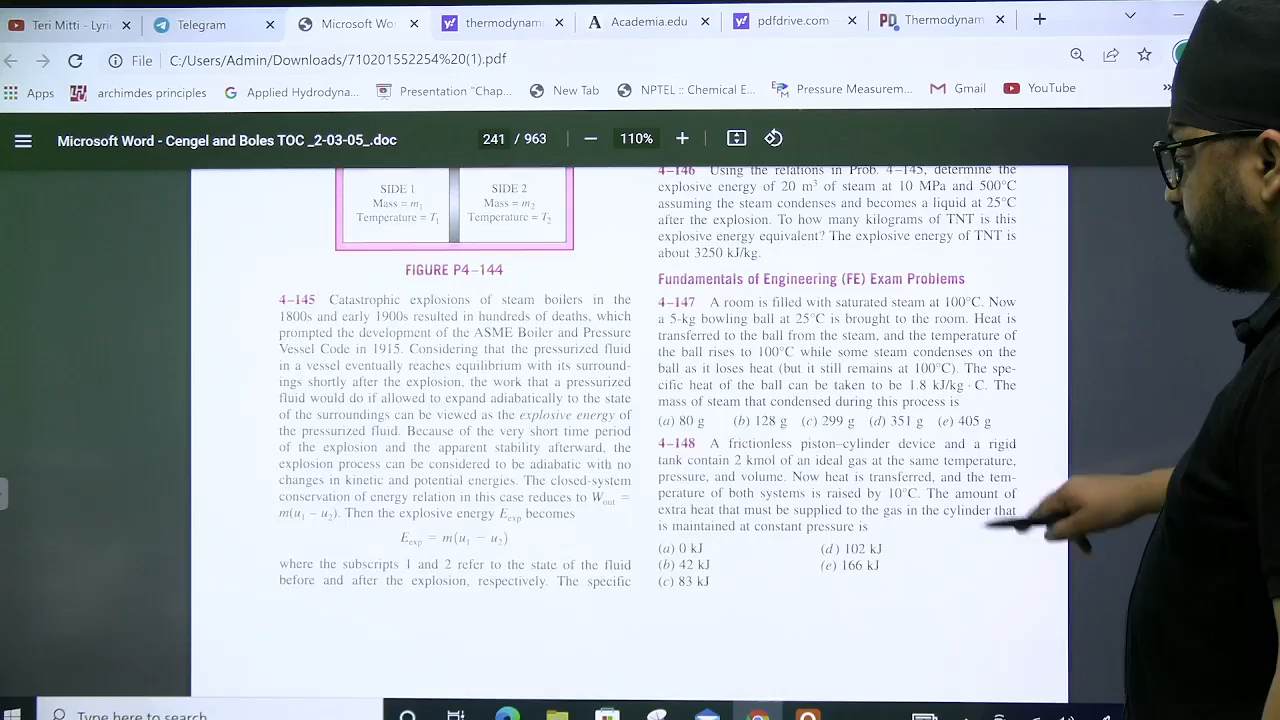 Teri Mitti - Lyric
Telegram
Microsoft Wo
thermodynam
Academia.edu
pdfdrive.com
Thermodynam
File C:/Users/Admin/Downloads/710201552254%20(1).pdf
Apps archimdes principles Applied Hydrodyna... Presentation "Chap... New Tab NPTEL :: Chemical E... Pressure Measurem... Gmail YouTube »
Microsoft Word - Cengel and Boles TOC _2-03-05_.doc 241 / 963 110%
SIDE 1
Mass = m₁
Temperature = T₁
SIDE 2
Mass = m₂
Temperature = T₂
FIGURE P4–144
4–145 Catastrophic explosions of steam boilers in the
1800s and early 1900s resulted in hundreds of deaths, which
prompted the development of the ASME Boiler and Pressure
Vessel Code in 1915. Considering that the pressurized fluid
in a vessel eventually reaches equilibrium with its surround-
ings shortly after the explosion, the work that a pressurized
fluid would do if allowed to expand adiabatically to the state
of the surroundings can be viewed as the explosive energy of
the pressurized fluid. Because of the very short time period
of the explosion and the apparent stability afterward, the
explosion process can be considered to be adiabatic with no
changes in kinetic and potential energies. The closed-system
conservation of energy relation in this case reduces to Wout =
m(u₁ – u₂). Then the explosive energy Eexp becomes
Eexp = m(u₁ – u₂)
where the subscripts 1 and 2 refer to the state of the fluid
before and after the explosion, respectively. The specific
4–146 Using the relations in Prob. 4–145, determine the
explosive energy of 20 m³ of steam at 10 MPa and 500°C
assuming the steam condenses and becomes a liquid at 25°C
after the explosion. To how many kilograms of TNT is this
explosive energy equivalent? The explosive energy of TNT is
about 3250 kJ/kg.
Fundamentals of Engineering (FE) Exam Problems
4–147 A room is filled with saturated steam at 100°C. Now
a 5-kg bowling ball at 25°C is brought to the room. Heat is
transferred to the ball from the steam, and the temperature of
the ball rises to 100°C while some steam condenses on the
ball as it loses heat (but it still remains at 100°C). The spe-
cific heat of the ball can be taken to be 1.8 kJ/kg · C. The
mass of steam that condensed during this process is
(a) 80 g (b) 128 g (c) 299 g (d) 351 g (e) 405 g
4–148 A frictionless piston–cylinder device and a rigid
tank contain 2 kmol of an ideal gas at the same temperature,
pressure, and volume. Now heat is transferred, and the tem-
perature of both systems is raised by 10°C. The amount of
extra heat that must be supplied to the gas in the cylinder that
is maintained at constant pressure is
(a) 0 kJ (d) 102 kJ
(b) 42 kJ (e) 166 kJ
(c) 83 kJ
Type here to search